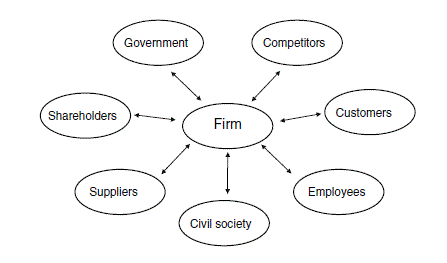 Government
Competitors
Shareholders
Firm
Customers
Suppliers
Employees
Civil society